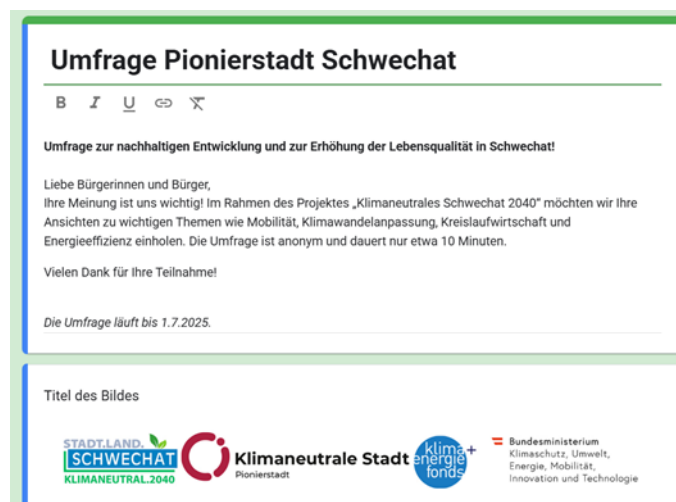 Umfrage Pionierstadt Schwechat
B I U
Umfrage zur nachhaltigen Entwicklung und zur Erhöhung der Lebensqualität in Schwechat!
Liebe Bürgerinnen und Bürger,
Ihre Meinung ist uns wichtig! Im Rahmen des Projektes „Klimaneutrales Schwechat 2040" möchten wir Ihre
Ansichten zu wichtigen Themen wie Mobilität, Klimawandelanpassung, Kreislaufwirtschaft und
Energieeffizienz einholen. Die Umfrage ist anonym und dauert nur etwa 10 Minuten.
Vielen Dank für Ihre Teilnahme!
Die Umfrage läuft bis 1.7.2025.
Titel des Bildes
STADT.LAND.
SCHWECHAT
KLIMANEUTRAL.2040
Klimaneutrale Stadt
Pionierstadt
klima+
energie
fonds
Bundesministerium
Klimaschutz, Umwelt,
Energie, Mobilität,
Innovation und Technologie